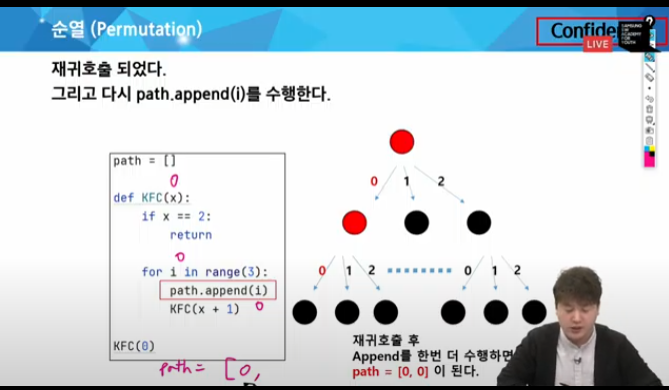 순열 (Permutation)
Confide
LIVE
SAMSUNG
ACADEMY
YOUTH
재귀호출 되었다.
그리고 다시 path.append(i)를 수행한다.
path = []
0
def KFC(x):
if x == 2:
return
0
for i in range(3):
path.append(i)
KFC(x + 1) 0
KFC(0)
path = [0,
0 1 2
0 1 2 0 1 2
재귀호출 후
Append를 한번 더 수행하면
path = [0, 0] 이 된다.